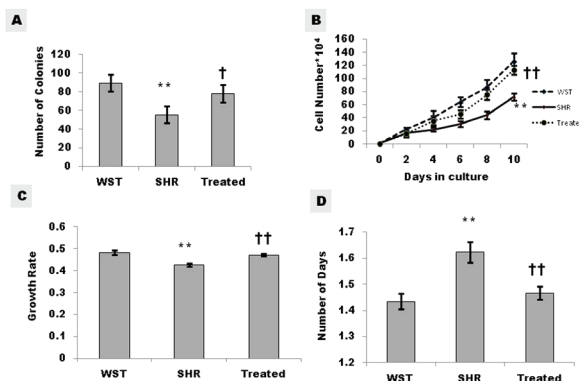 A
Number of Colonies
120
100
80
60
40
20
0
**
†
WST SHR Treated
B
Cell Number*10⁴
160
140
120
100
80
60
40
20
0
0 2 4 6 8 10
Days in culture
††
**
WST
SHR
Treate
C
Growth Rate
0.6
0.5
0.4
0.3
0.2
0.1
0
**
††
WST SHR Treated
D
Number of Days
1.7
1.6
1.5
1.4
1.3
1.2
**
††
WST SHR Treated